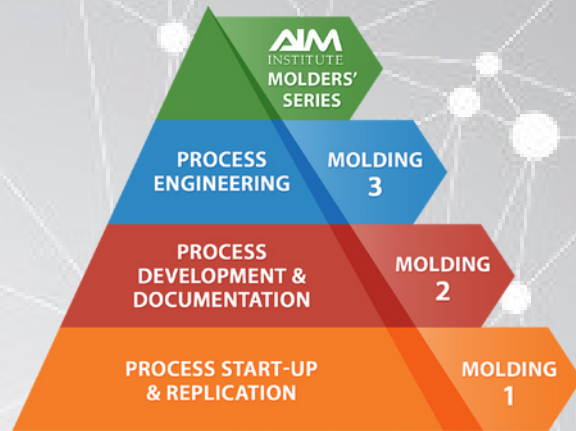 AIM
INSTITUTE
MOLDERS'
SERIES
PROCESS
ENGINEERING
MOLDING
3
PROCESS
DEVELOPMENT &
DOCUMENTATION
MOLDING
2
PROCESS START-UP
& REPLICATION
MOLDING
1